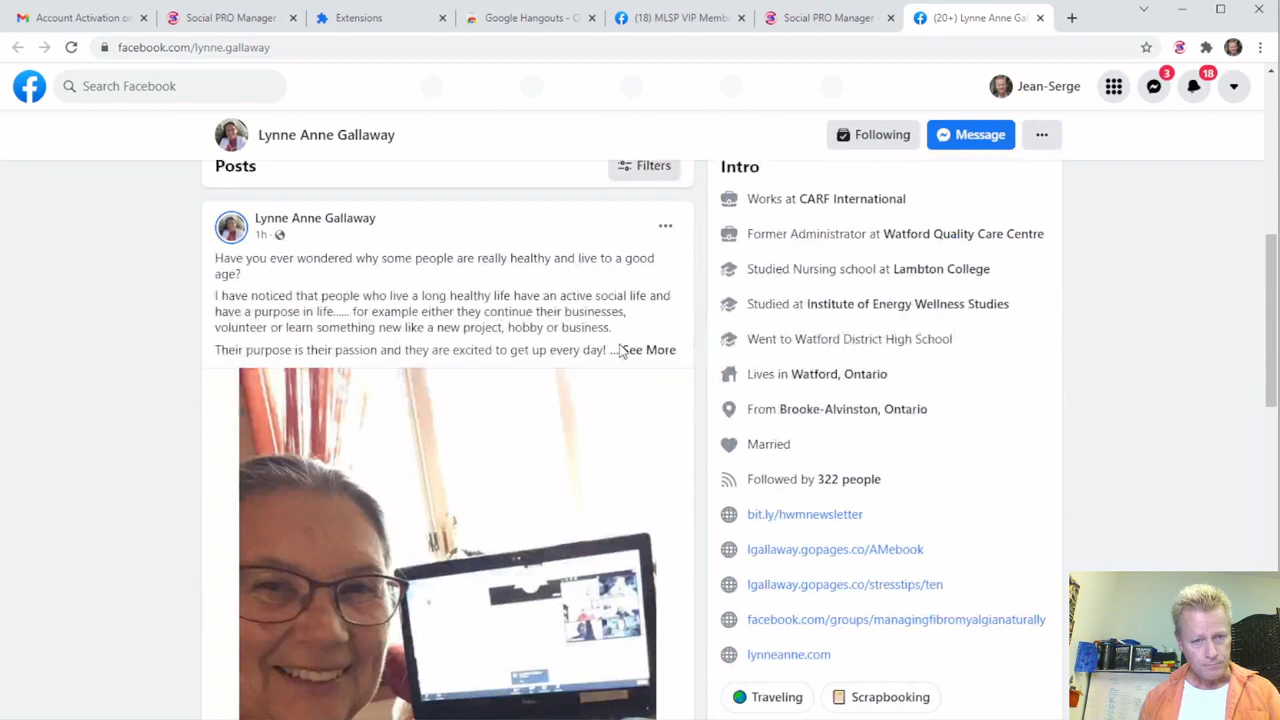 Account Activation on
Social PRO Manager
Extensions
Google Hangouts - C
(18) MLSP VIP Memb
Social PRO Manager
(20+) Lynne Anne Ga
facebook.com/lynne.gallaway
Search Facebook
Jean-Serge
3
18
Lynne Anne Gallaway
Following
Message
Posts
Filters
Lynne Anne Gallaway
1h ·
Have you ever wondered why some people are really healthy and live to a good
age?
I have noticed that people who live a long healthy life have an active social life and
have a purpose in life...... for example either they continue their businesses,
volunteer or learn something new like a new project, hobby or business.
Their purpose is their passion and they are excited to get up every day! ... See More
Intro
Works at CARF International
Former Administrator at Watford Quality Care Centre
Studied Nursing school at Lambton College
Studied at Institute of Energy Wellness Studies
Went to Watford District High School
Lives in Watford, Ontario
From Brooke-Alvinston, Ontario
Married
Followed by 322 people
bit.ly/hwmnewsletter
lgallaway.gopages.co/AMebook
lgallaway.gopages.co/stresstips/ten
facebook.com/groups/managingfibromyalgianaturally
lynneanne.com
Traveling
Scrapbooking